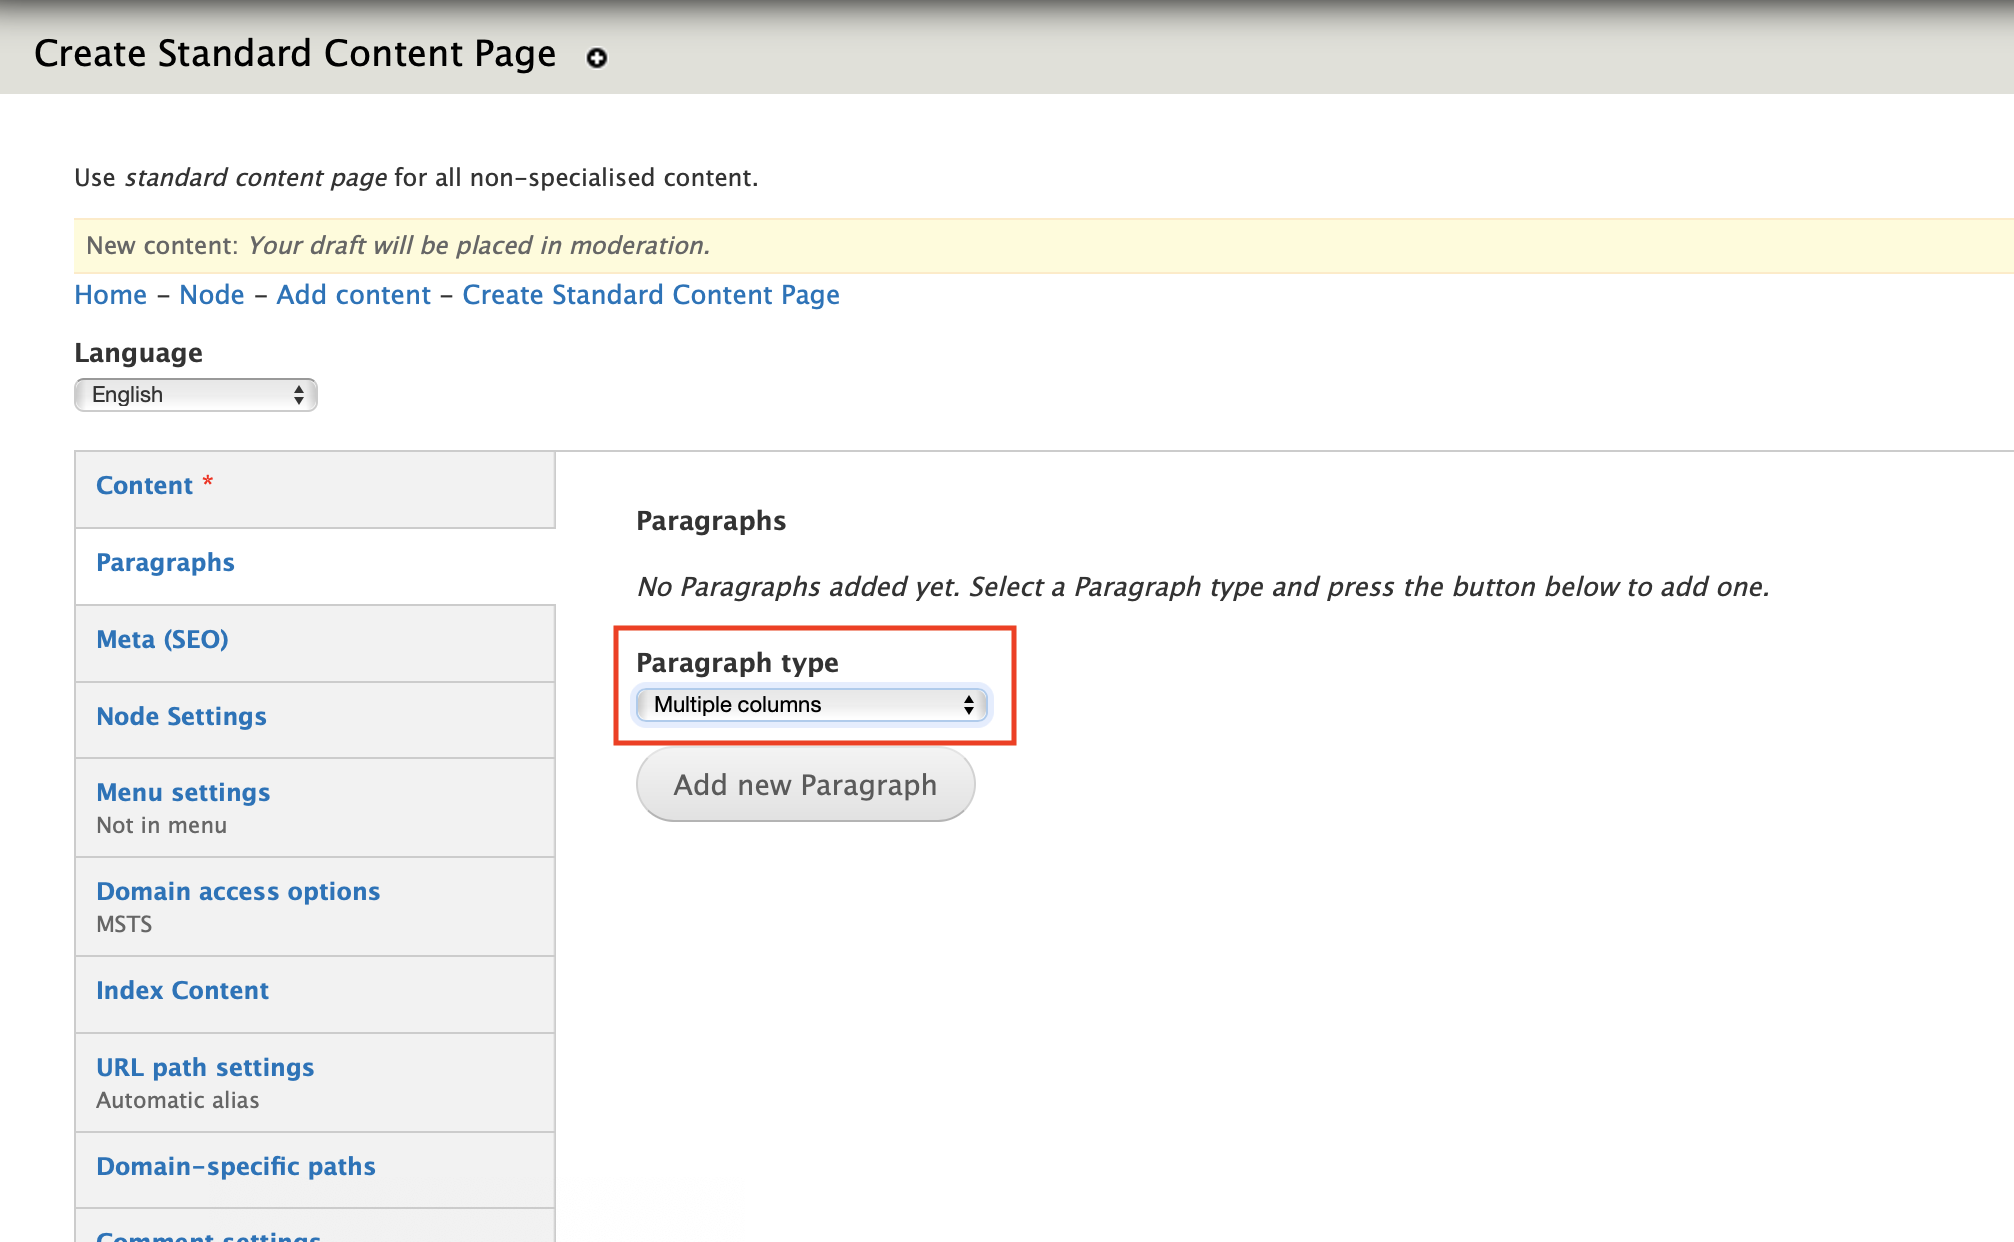 Create Standard Content Page
Use standard content page for all non-specialised content.
New content: Your draft will be placed in moderation.
Home – Node – Add content – Create Standard Content Page
Language
English
Content *
Paragraphs
Meta (SEO)
Node Settings
Menu settings
Not in menu
Domain access options
MSTS
Index Content
URL path settings
Automatic alias
Domain-specific paths
Comment settings
Paragraphs
No Paragraphs added yet. Select a Paragraph type and press the button below to add one.
Paragraph type
Multiple columns
Add new Paragraph